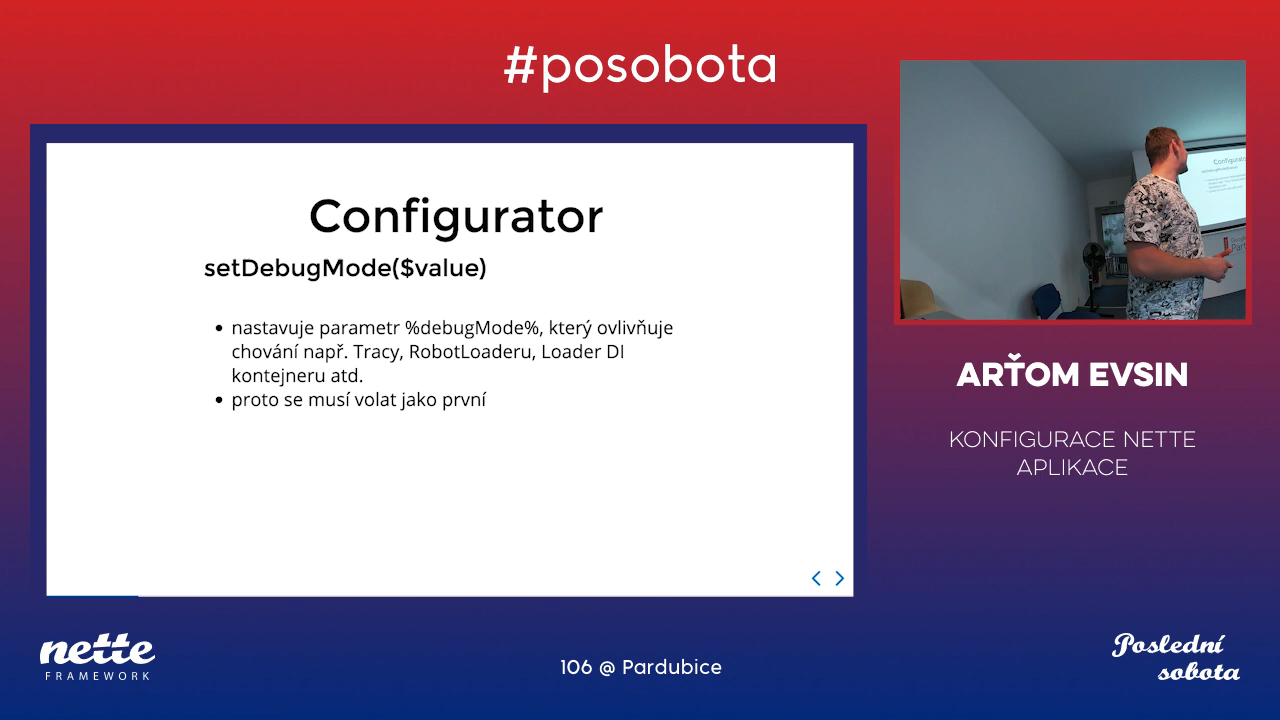 #posobota
Configurator
setDebugMode($value)
nastavuje parametr %debugMode%, který ovlivňuje
chování např. Tracy, RobotLoaderu, Loader DI
kontejneru atd.
proto se musí volat jako první
ARŤOM EVSIN
KONFIGURACE NETTE
APLIKACE
nette
FRAMEWORK
106 @ Pardubice
Poslední
sobota